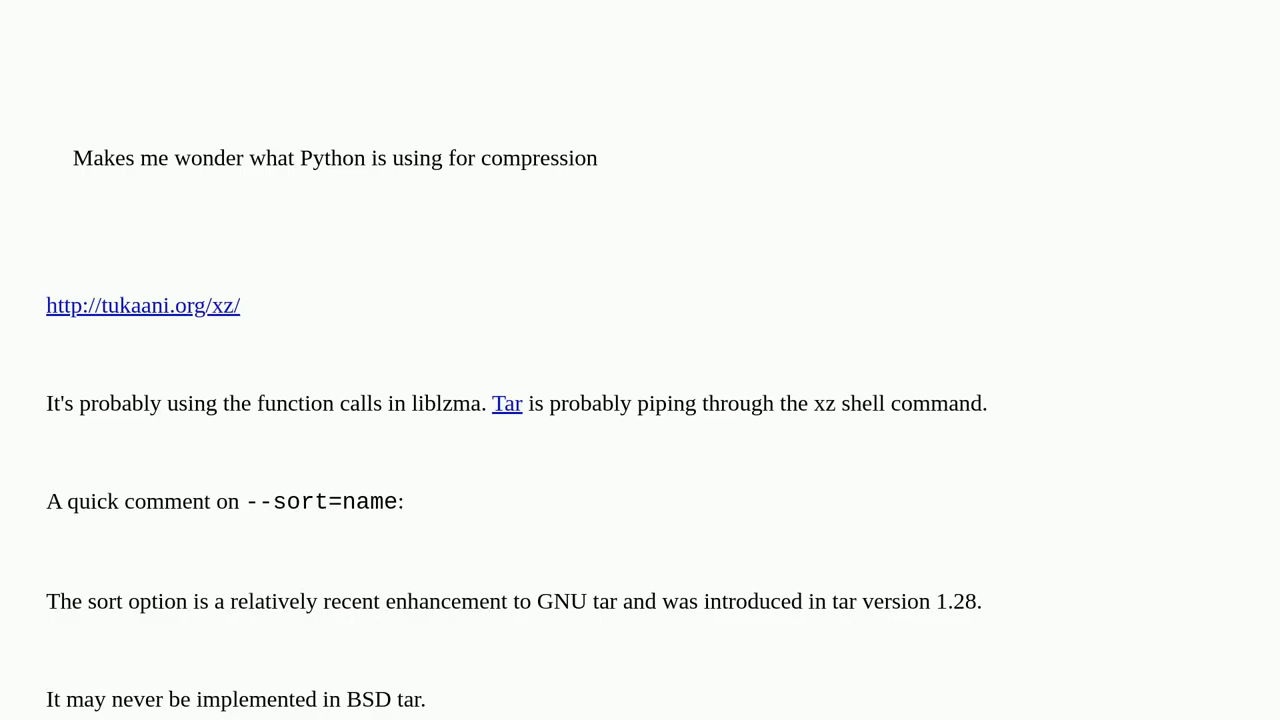 Makes me wonder what Python is using for compression
http://tukaani.org/xz/
It's probably using the function calls in liblzma. Tar is probably piping through the xz shell command.
A quick comment on --sort=name:
The sort option is a relatively recent enhancement to GNU tar and was introduced in tar version 1.28.
It may never be implemented in BSD tar.